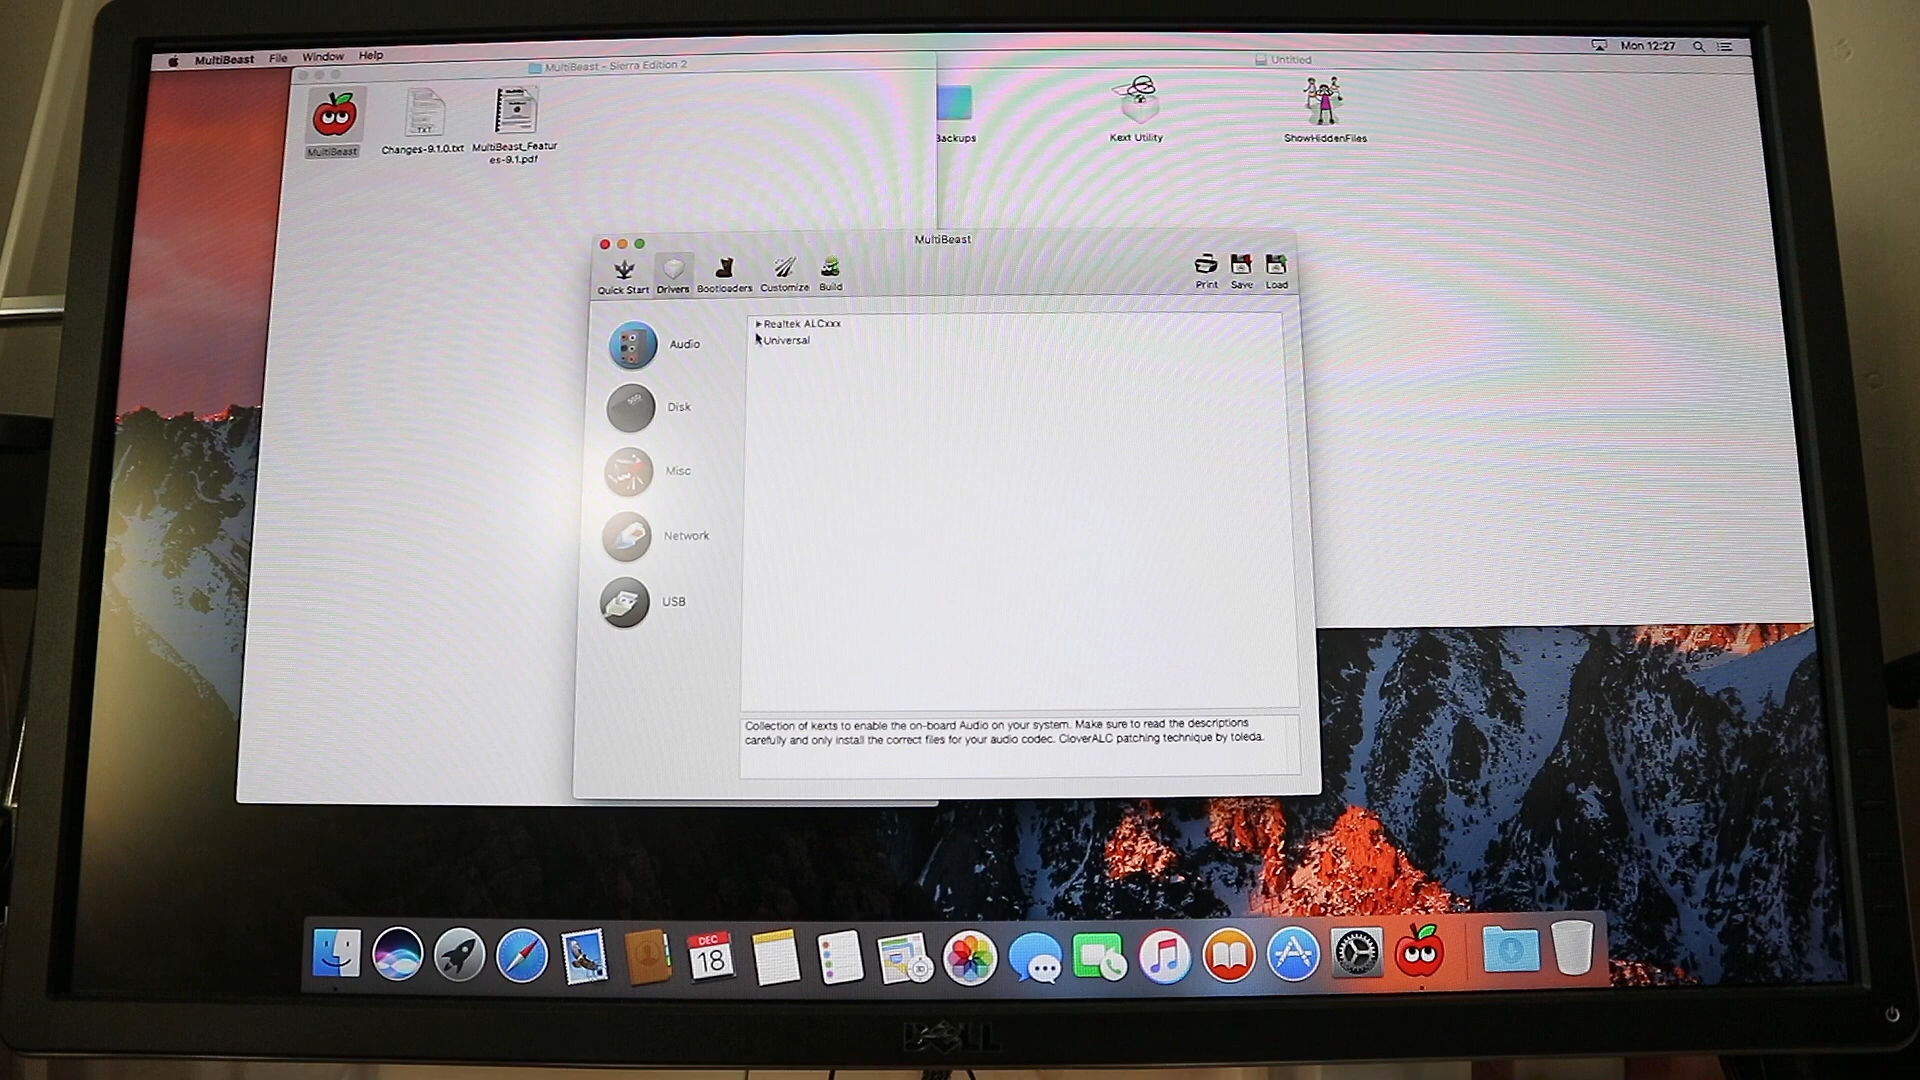 MultiBeast File Window Help
Mon 12:27
MultiBeast - Sierra Edition 2
Untitled
TXT
MultiBeast
Changes-9.1.0.txt
MultiBeast_Featur
es-9.1.pdf
Backups
Kext Utility
ShowHiddenFiles
MultiBeast
Quick Start
Drivers
Bootloaders
Customize
Build
Print
Save
Load
Audio
Disk
Misc
Network
USB
Realtek ALCxxx
Universal
Collection of kexts to enable the on-board Audio on your system. Make sure to read the descriptions
carefully and only install the correct files for your audio codec. CloverALC patching technique by toleda.
DEC
18
DELL